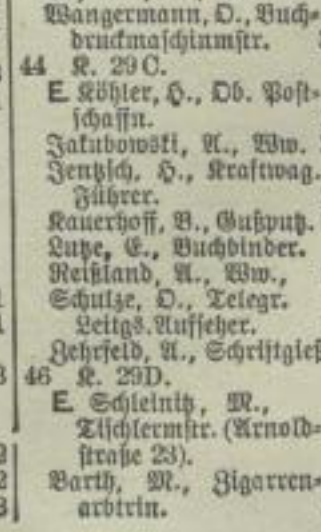 Wangermann, O., Buch-
druckmaschinmstr.
44 K. 29 C.
E Köhler, H., Ob. Post-
schaffn.
Jakubowski, A., Ww.
Jentzsch, H., Kraftwag.
Führer.
Kauerhoff, B., Gußputz.
Lutze, E., Buchbinder.
Reißland, A., Ww.,
Schulze, O., Telegr.
Leitgs.Aufseher.
Zehrfeld, A., Schriftgieß
46 K. 29D.
E Schleinitz, M.,
Tischlermstr. (Arnold-
straße 23).
Barth, M., Zigarren-
arbtrin.